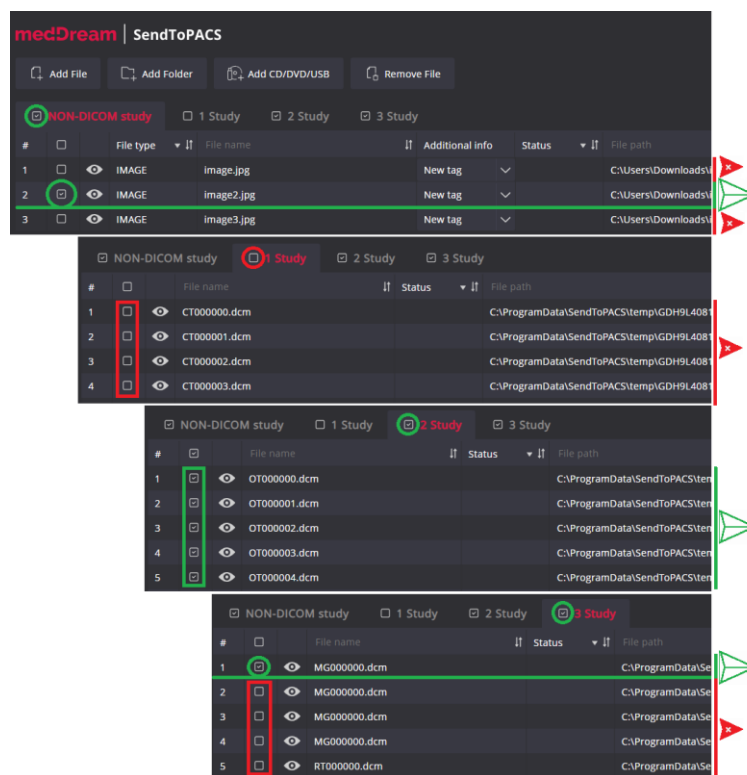 medDream | SendToPACS
Add File Add Folder Add CD/DVD/USB Remove File
NON-DICOM study 1 Study 2 Study 3 Study
# File type File name Additional info Status File path
1 IMAGE image.jpg New tag C:\Users\Downloads\i
2 IMAGE image2.jpg New tag C:\Users\Downloads\i
3 IMAGE image3.jpg New tag C:\Users\Downloads\i
NON-DICOM study 1 Study 2 Study 3 Study
# File name Status File path
1 CT000000.dcm C:\ProgramData\SendToPACS\temp\GDH9L4081
2 CT000001.dcm C:\ProgramData\SendToPACS\temp\GDH9L4081
3 CT000002.dcm C:\ProgramData\SendToPACS\temp\GDH9L4081
4 CT000003.dcm C:\ProgramData\SendToPACS\temp\GDH9L4081
NON-DICOM study 1 Study 2 Study 3 Study
# File name Status File path
1 OT000000.dcm C:\ProgramData\SendToPACS\ten
2 OT000001.dcm C:\ProgramData\SendToPACS\ten
3 OT000002.dcm C:\ProgramData\SendToPACS\ten
4 OT000003.dcm C:\ProgramData\SendToPACS\ten
5 OT000004.dcm C:\ProgramData\SendToPACS\ten
NON-DICOM study 1 Study 2 Study 3 Study
# File name Status File path
1 MG000000.dcm C:\ProgramData\Se
2 MG000000.dcm C:\ProgramData\Se
3 MG000000.dcm C:\ProgramData\Se
4 MG000000.dcm C:\ProgramData\Se
5 RT000000.dcm C:\ProgramData\Se